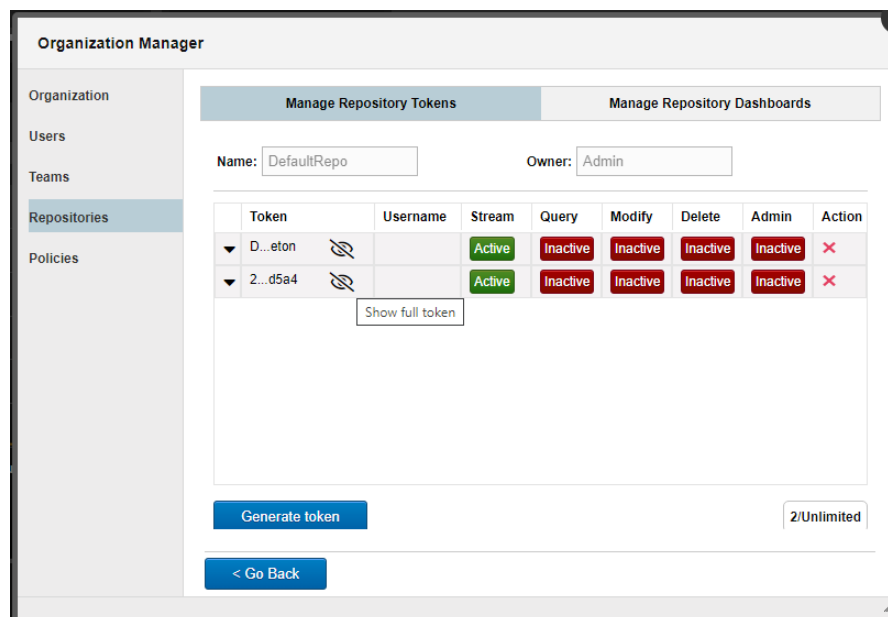 Organization Manager
Organization
Users
Teams
Repositories
Policies
Manage Repository Tokens Manage Repository Dashboards
Name: DefaultRepo Owner: Admin
Token Username Stream Query Modify Delete Admin Action
D...eton Active Inactive Inactive Inactive Inactive
2...d5a4 Active Inactive Inactive Inactive Inactive
Show full token
Generate token 2/Unlimited
< Go Back